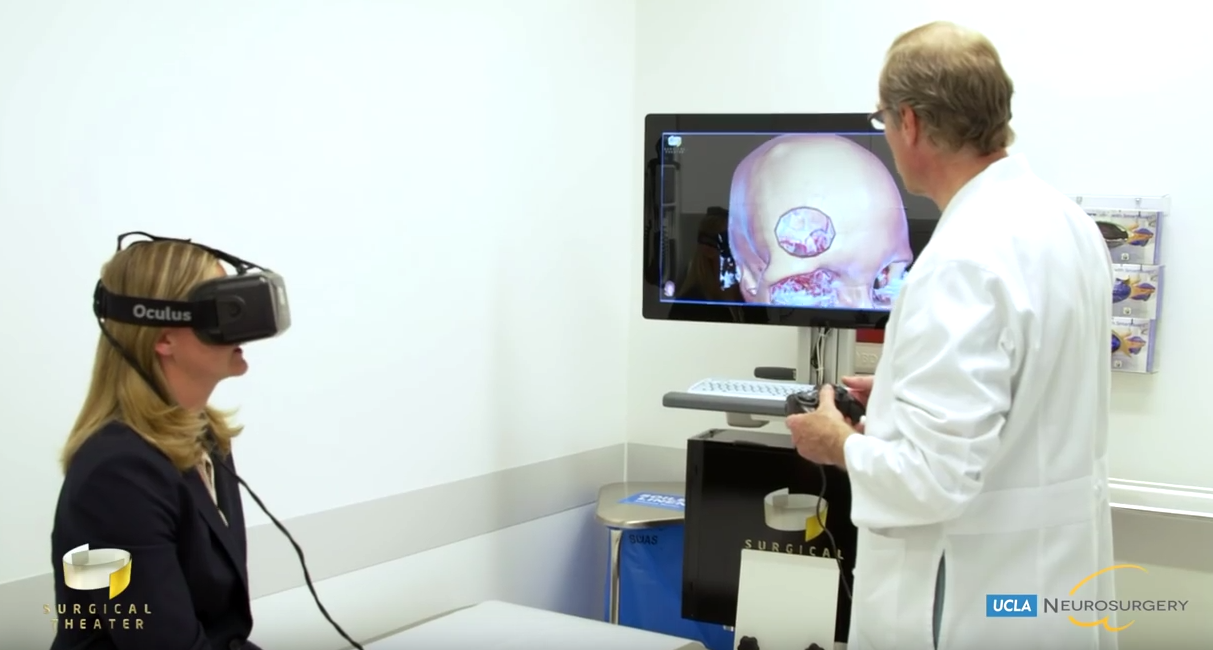 Oculus
SURGICAL
SURGICAL
THEATER
UCLA NEUROSURGERY